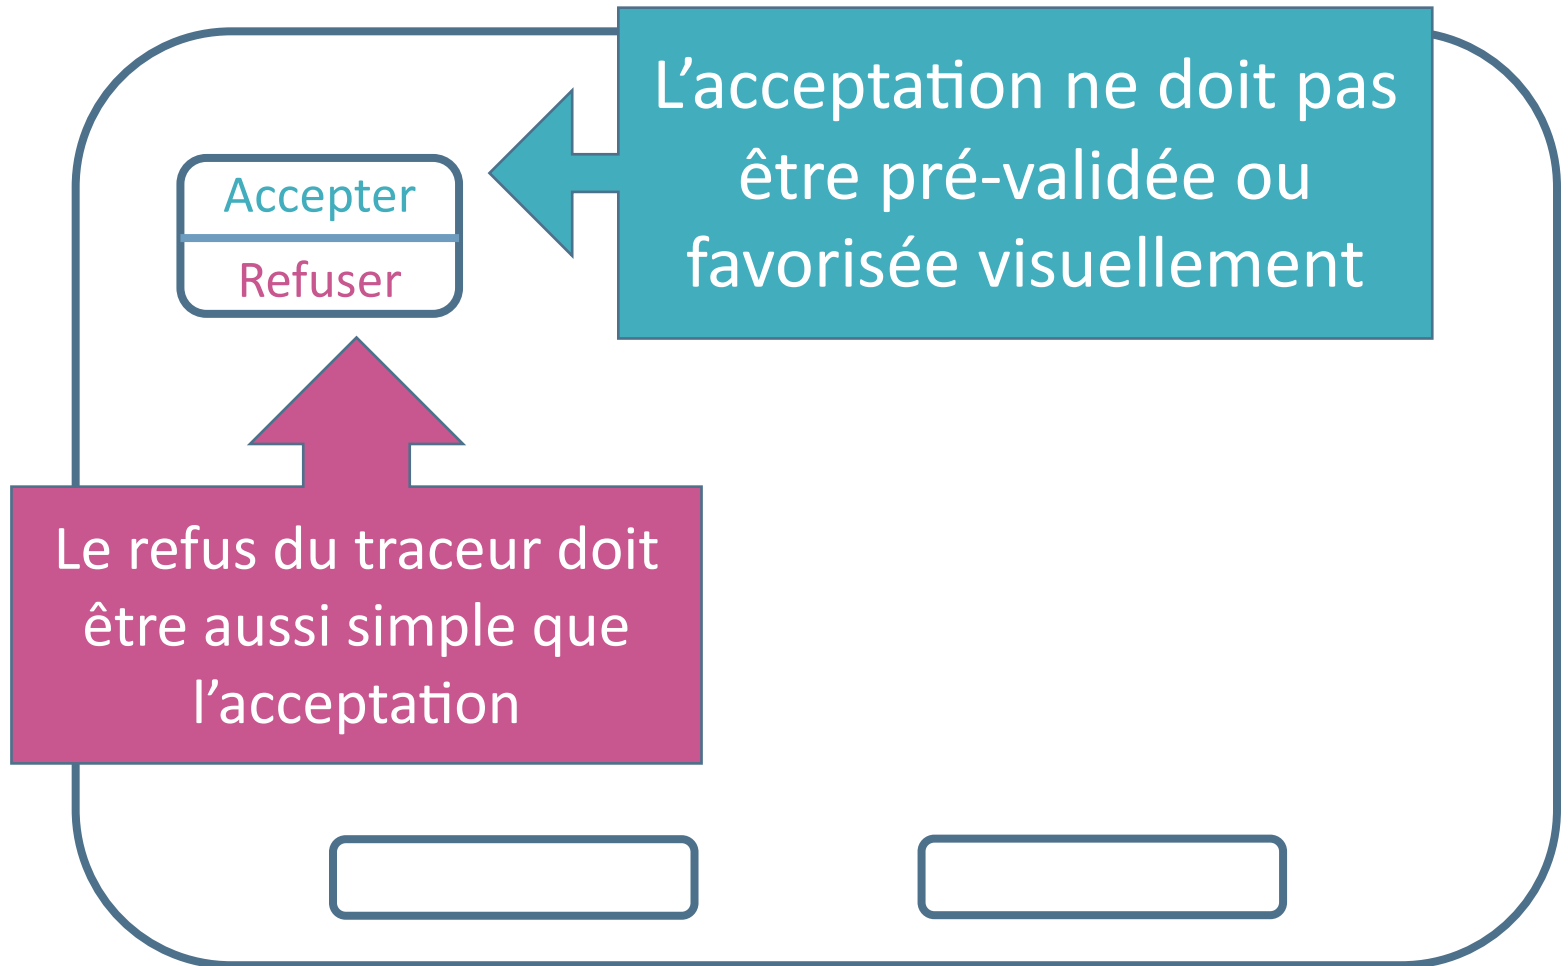 L’acceptation ne doit pas
être pré-validée ou
favorisée visuellement
Accepter
Refuser
Le refus du traceur doit
être aussi simple que
l’acceptation